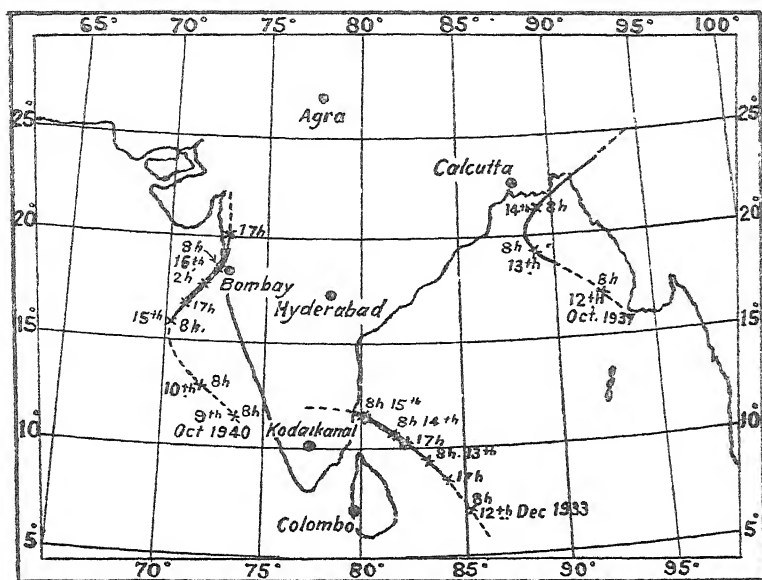 65° 70° 75° 80° 85° 90° 95° 100°
25° 25°
Agra
Calcutta
14th 8h
20° 17h 20°
8h
16th
2h
8h
13th
Bombay
8h
12th
Oct. 1937
Hyderabad
17h
15th 8h.
15° 15°
10th 8h
8h 15th
9th 8h
8h 14th
Oct 1940
17h
10° Kodaikanal 10°
8h. 13th
17h
8h
12th Dec 1933
Colombo
5° 5°
70° 75° 80° 85° 90° 95°